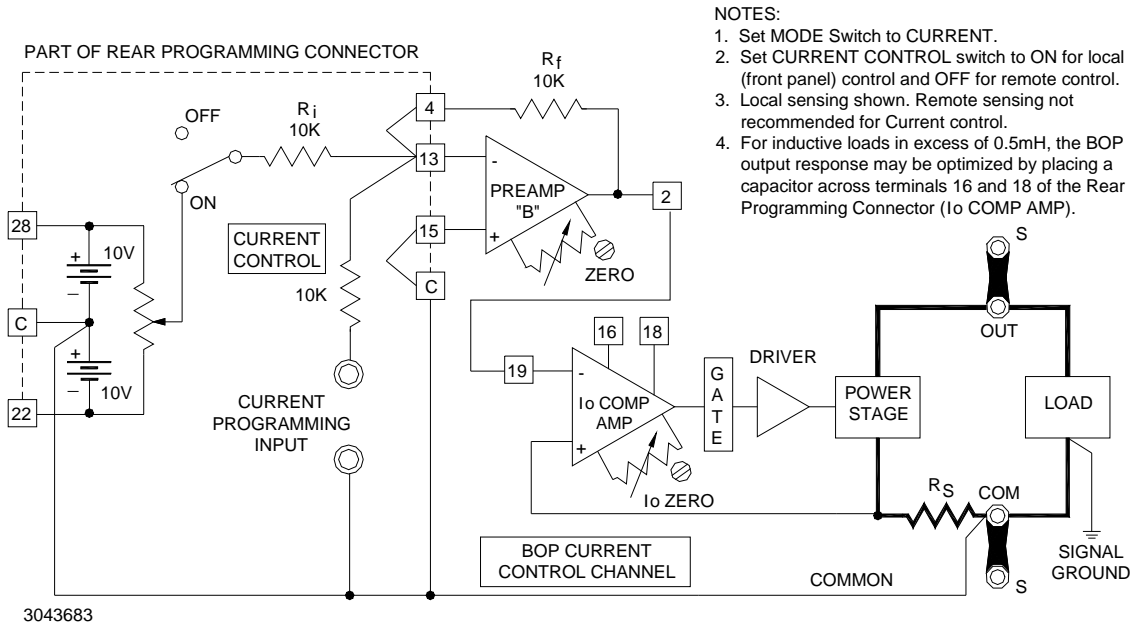 NOTES:
1. Set MODE Switch to CURRENT.
2. Set CURRENT CONTROL switch to ON for local
(front panel) control and OFF for remote control.
3. Local sensing shown. Remote sensing not
recommended for Current control.
4. For inductive loads in excess of 0.5mH, the BOP
output response may be optimized by placing a
capacitor across terminals 16 and 18 of the Rear
Programming Connector (Io COMP AMP).
PART OF REAR PROGRAMMING CONNECTOR
Rf
10K
4
OFF
Ri
10K
13
-
PREAMP
"B"
2
ON
28
+
10V
–
CURRENT
CONTROL
15
+
ZERO
10K
C
C
+
10V
–
22
16
18
19
-
Io COMP
AMP
+
Io ZERO
G
A
T
E
DRIVER
POWER
STAGE
S
OUT
LOAD
CURRENT
PROGRAMMING
INPUT
RS
COM
S
SIGNAL
GROUND
BOP CURRENT
CONTROL CHANNEL
COMMON
3043683